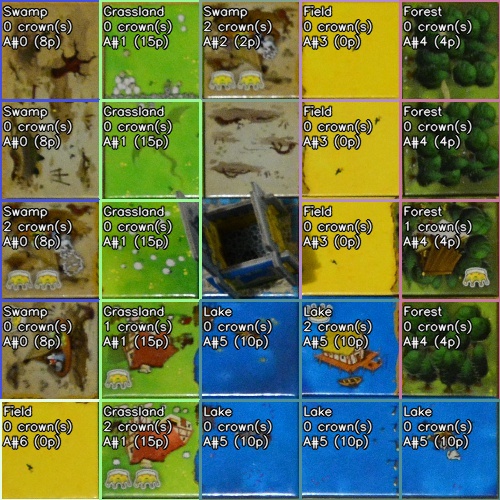 Swamp
0 crown(s)
A#0 (8p)
Grassland
0 crown(s)
A#1 (15p)
Swamp
2 crown(s)
A#2 (2p)
Field
0 crown(s)
A#3 (0p)
Forest
0 crown(s)
A#4 (4p)
Swamp
0 crown(s)
A#0 (8p)
Grassland
0 crown(s)
A#1 (15p)
Field
0 crown(s)
A#3 (0p)
Forest
0 crown(s)
A#4 (4p)
Swamp
2 crown(s)
A#0 (8p)
Grassland
0 crown(s)
A#1 (15p)
Field
0 crown(s)
A#3 (0p)
Forest
1 crown(s)
A#4 (4p)
Swamp
0 crown(s)
A#0 (8p)
Grassland
1 crown(s)
A#1 (15p)
Lake
0 crown(s)
A#5 (10p)
Lake
2 crown(s)
A#5 (10p)
Forest
0 crown(s)
A#4 (4p)
Field
0 crown(s)
A#6 (0p)
Grassland
2 crown(s)
A#1 (15p)
Lake
0 crown(s)
A#5 (10p)
Lake
0 crown(s)
A#5 (10p)
Lake
0 crown(s)
A#5 (10p)